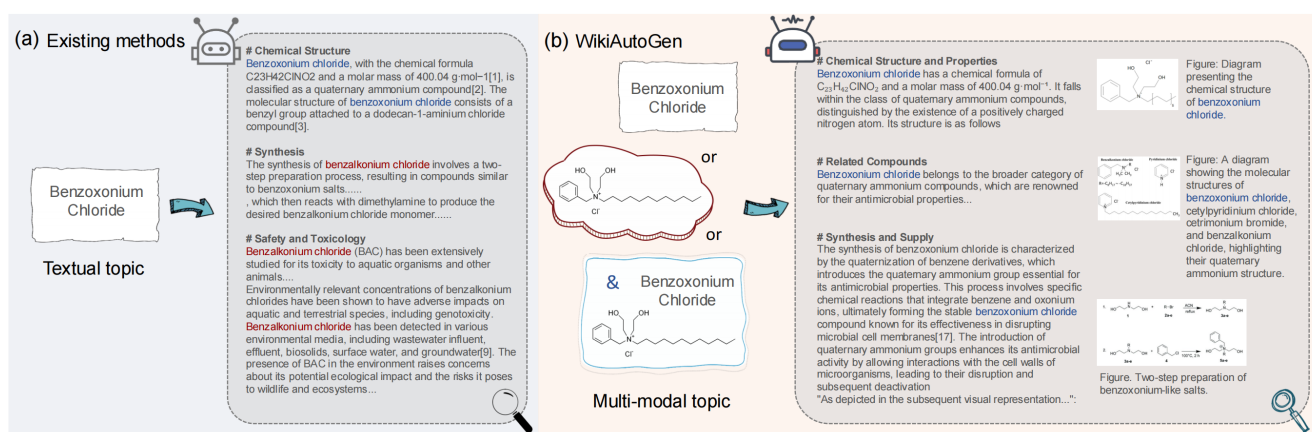 (a) Existing methods
Benzoxonium
Chloride
Textual topic
# Chemical Structure
Benzoxonium chloride, with the chemical formula
C23H42ClNO2 and a molar mass of 400.04 g·mol−1[1], is
classified as a quaternary ammonium compound[2]. The
molecular structure of benzoxonium chloride consists of a
benzyl group attached to a dodecan-1-aminium chloride
compound[3].
# Synthesis
The synthesis of benzalkonium chloride involves a two-
step preparation process, resulting in compounds similar
to benzoxonium salts......
, which then reacts with dimethylamine to produce the
desired benzalkonium chloride monomer......
# Safety and Toxicology
Benzalkonium chloride (BAC) has been extensively
studied for its toxicity to aquatic organisms and other
animals....
Environmentally relevant concentrations of benzalkonium
chlorides have been shown to have adverse impacts on
aquatic and terrestrial species, including genotoxicity.
Benzalkonium chloride has been detected in various
environmental media, including wastewater influent,
effluent, biosolids, surface water, and groundwater[9]. The
presence of BAC in the environment raises concerns
about its potential ecological impact and the risks it poses
to wildlife and ecosystems...
(b) WikiAutoGen
Benzoxonium
Chloride
or
HO
OH
N+
Cl-
or
& Benzoxonium
Chloride
HO
OH
N+
Cl-
Multi-modal topic
# Chemical Structure and Properties
Benzoxonium chloride has a chemical formula of
C₂₃H₄₂ClNO₂ and a molar mass of 400.04 g·mol⁻¹. It falls
within the class of quaternary ammonium compounds,
distinguished by the existence of a positively charged
nitrogen atom. Its structure is as follows
# Related Compounds
Benzoxonium chloride belongs to the broader category of
quaternary ammonium compounds, which are renowned
for their antimicrobial properties...
# Synthesis and Supply
The synthesis of benzoxonium chloride is characterized
by the quaternization of benzene derivatives, which
introduces the quaternary ammonium group essential for
its antimicrobial properties. This process involves specific
chemical reactions that integrate benzene and oxonium
ions, ultimately forming the stable benzoxonium chloride
compound known for its effectiveness in disrupting
microbial cell membranes[17]. The introduction of
quaternary ammonium groups enhances its antimicrobial
activity by allowing interactions with the cell walls of
microorganisms, leading to their disruption and
subsequent deactivation
"As depicted in the subsequent visual representation...":
Figure: Diagram
presenting the
chemical structure
of benzoxonium
chloride.
Figure: A diagram
showing the molecular
structures of
benzoxonium chloride,
cetylpyridinium chloride,
cetrimonium bromide,
and benzalkonium
chloride, highlighting
their quaternary
ammonium structure.
Figure. Two-step preparation of
benzoxonium-like salts.